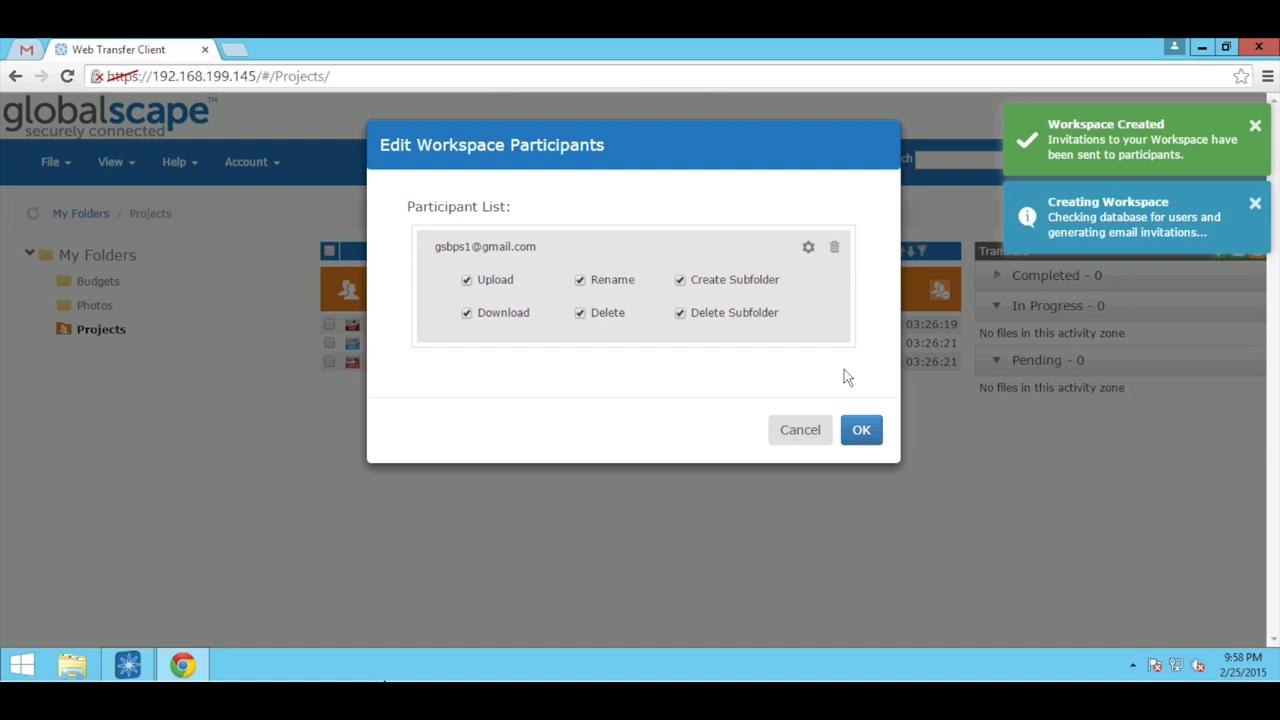 Web Transfer Client
https://192.168.199.145/#/Projects/
globalscape™
securely connected
File
View
Help
Account
My Folders / Projects
My Folders
Budgets
Photos
Projects
Edit Workspace Participants
Participant List:
gsbps1@gmail.com
Upload
Rename
Create Subfolder
Download
Delete
Delete Subfolder
Cancel
OK
Workspace Created
Invitations to your Workspace have
been sent to participants.
Creating Workspace
Checking database for users and
generating email invitations...
03:26:19
03:26:21
03:26:21
Completed - 0
In Progress - 0
No files in this activity zone
Pending - 0
No files in this activity zone
9:58 PM
2/25/2015